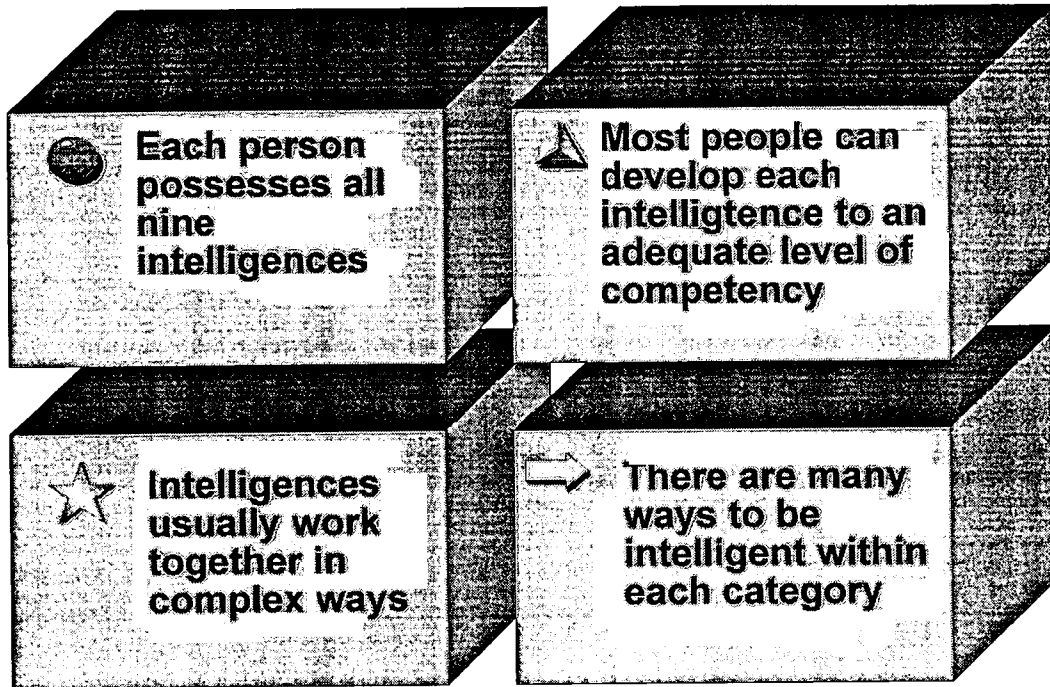 Each person
possesses all
nine
intelligences
Most people can
develop each
intelligtence to an
adequate level of
competency
Intelligences
usually work
together in
complex ways
There are many
ways to be
intelligent within
each category